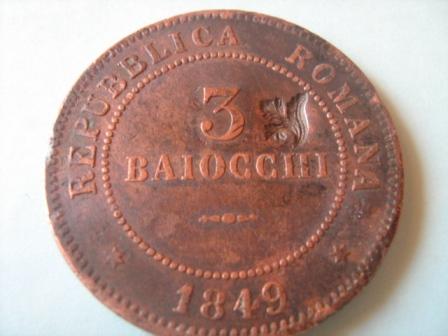 REPUBBLICA ROMANA
3
BAIOCCHI
1849